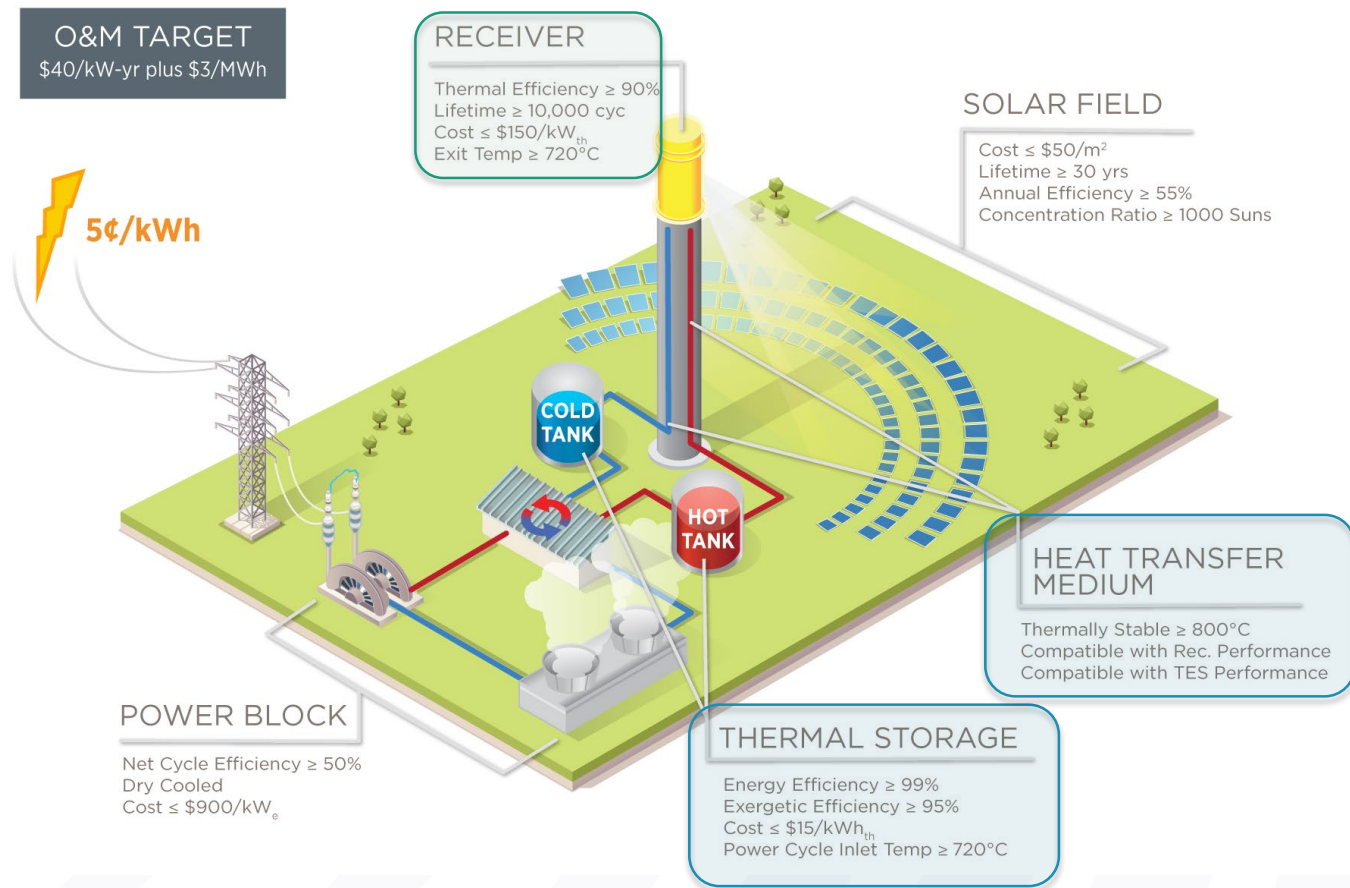 O&M TARGET
$40/kW-yr plus $3/MWh
RECEIVER
Thermal Efficiency ≥ 90%
Lifetime ≥ 10,000 cyc
Cost ≤ $150/kWth
Exit Temp ≥ 720°C
SOLAR FIELD
Cost ≤ $50/m²
Lifetime ≥ 30 yrs
Annual Efficiency ≥ 55%
Concentration Ratio ≥ 1000 Suns
5¢/kWh
COLD
TANK
HOT
TANK
HEAT TRANSFER
MEDIUM
Thermally Stable ≥ 800°C
Compatible with Rec. Performance
Compatible with TES Performance
POWER BLOCK
Net Cycle Efficiency ≥ 50%
Dry Cooled
Cost ≤ $900/kWe
THERMAL STORAGE
Energy Efficiency ≥ 99%
Exergetic Efficiency ≥ 95%
Cost ≤ $15/kWhth
Power Cycle Inlet Temp ≥ 720°C